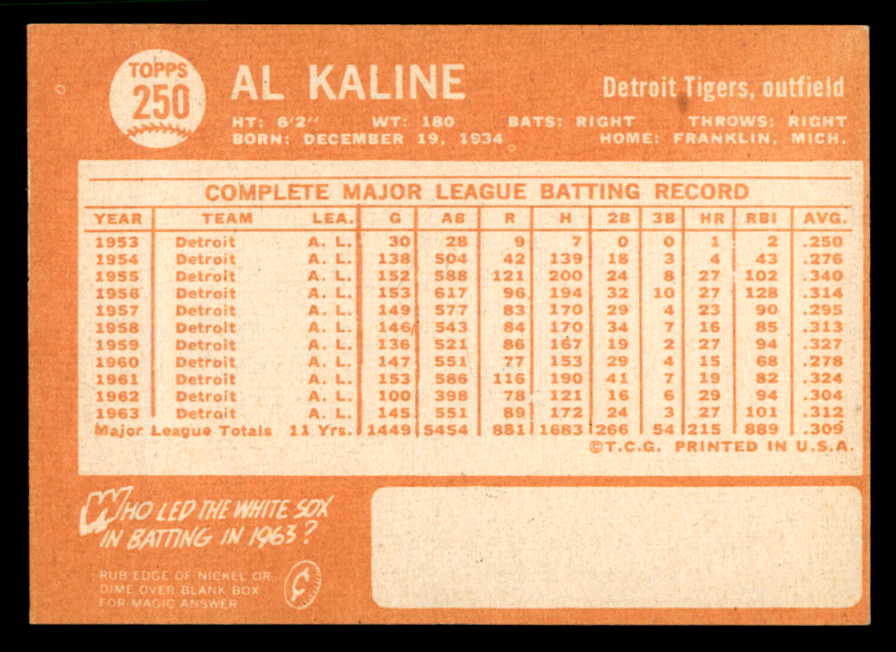 TOPPS
250
AL KALINE
Detroit Tigers, outfield
HT: 6'2" WT: 180 BATS: RIGHT THROWS: RIGHT
BORN: DECEMBER 19, 1934 HOME: FRANKLIN, MICH.
COMPLETE MAJOR LEAGUE BATTING RECORD
YEAR TEAM LEA. G AB R H 2B 3B HR RBI AVG.
1953 Detroit A. L. 30 28 9 7 0 0 1 2 .250
1954 Detroit A. L. 138 504 42 139 18 3 4 43 .276
1955 Detroit A. L. 152 588 121 200 24 8 27 102 .340
1956 Detroit A. L. 153 617 96 194 32 10 27 128 .314
1957 Detroit A. L. 149 577 83 170 29 4 23 90 .295
1958 Detroit A. L. 146 543 84 170 34 7 16 85 .313
1959 Detroit A. L. 136 521 86 167 19 2 27 94 .327
1960 Detroit A. L. 147 551 77 153 29 4 15 68 .278
1961 Detroit A. L. 153 586 116 190 41 7 19 82 .324
1962 Detroit A. L. 100 398 78 121 16 6 29 94 .304
1963 Detroit A. L. 145 551 89 172 24 3 27 101 .312
Major League Totals 11 Yrs. 1449 5454 881 1683 266 54 215 889 .309
©T.C.G. PRINTED IN U.S.A.
WHO LED THE WHITE SOX
IN BATTING IN 1963?
RUB EDGE OF NICKEL OR
DIME OVER BLANK BOX
FOR MAGIC ANSWER
¢